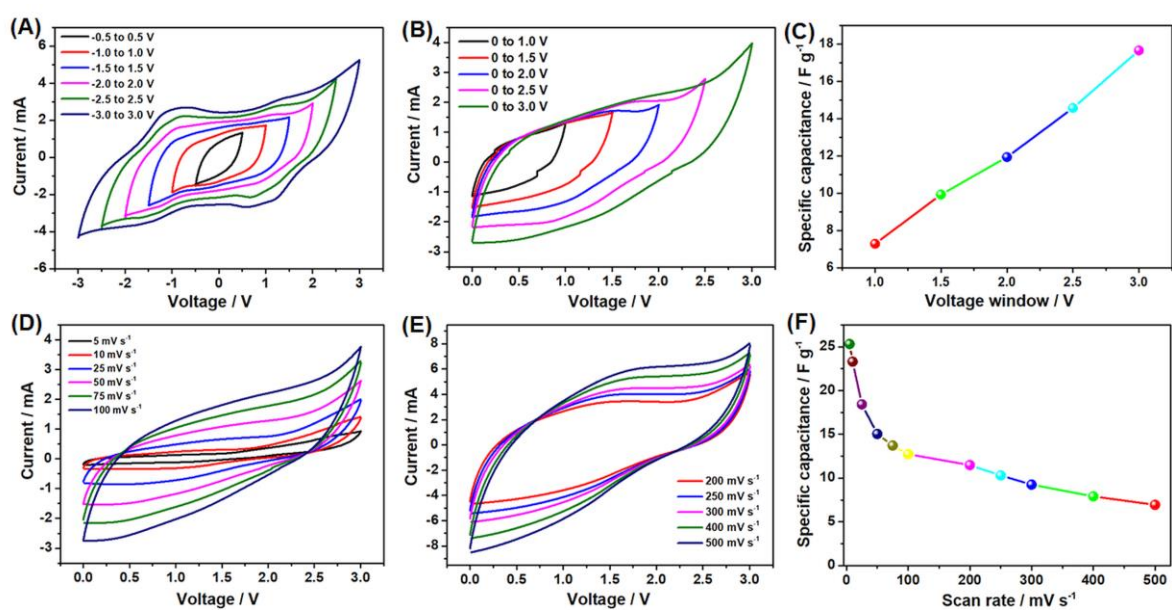 (A)
-0.5 to 0.5 V
-1.0 to 1.0 V
-1.5 to 1.5 V
-2.0 to 2.0 V
-2.5 to 2.5 V
-3.0 to 3.0 V
6
4
2
0
-2
-4
-6
Current / mA
-3 -2 -1 0 1 2 3
Voltage / V
(B)
0 to 1.0 V
0 to 1.5 V
0 to 2.0 V
0 to 2.5 V
0 to 3.0 V
4
3
2
1
0
-1
-2
-3
Current / mA
0.0 0.5 1.0 1.5 2.0 2.5 3.0
Voltage / V
(C)
18
16
14
12
10
8
6
Specific capacitance / F g-1
1.0 1.5 2.0 2.5 3.0
Voltage window / V
(D)
5 mV s-1
10 mV s-1
25 mV s-1
50 mV s-1
75 mV s-1
100 mV s-1
4
3
2
1
0
-1
-2
-3
Current / mA
0.0 0.5 1.0 1.5 2.0 2.5 3.0
Voltage / V
(E)
8
6
4
2
0
-2
-4
-6
-8
Current / mA
200 mV s-1
250 mV s-1
300 mV s-1
400 mV s-1
500 mV s-1
0.0 0.5 1.0 1.5 2.0 2.5 3.0
Voltage / V
(F)
25
20
15
10
5
0
Specific capacitance / F g-1
0 100 200 300 400 500
Scan rate / mV s-1